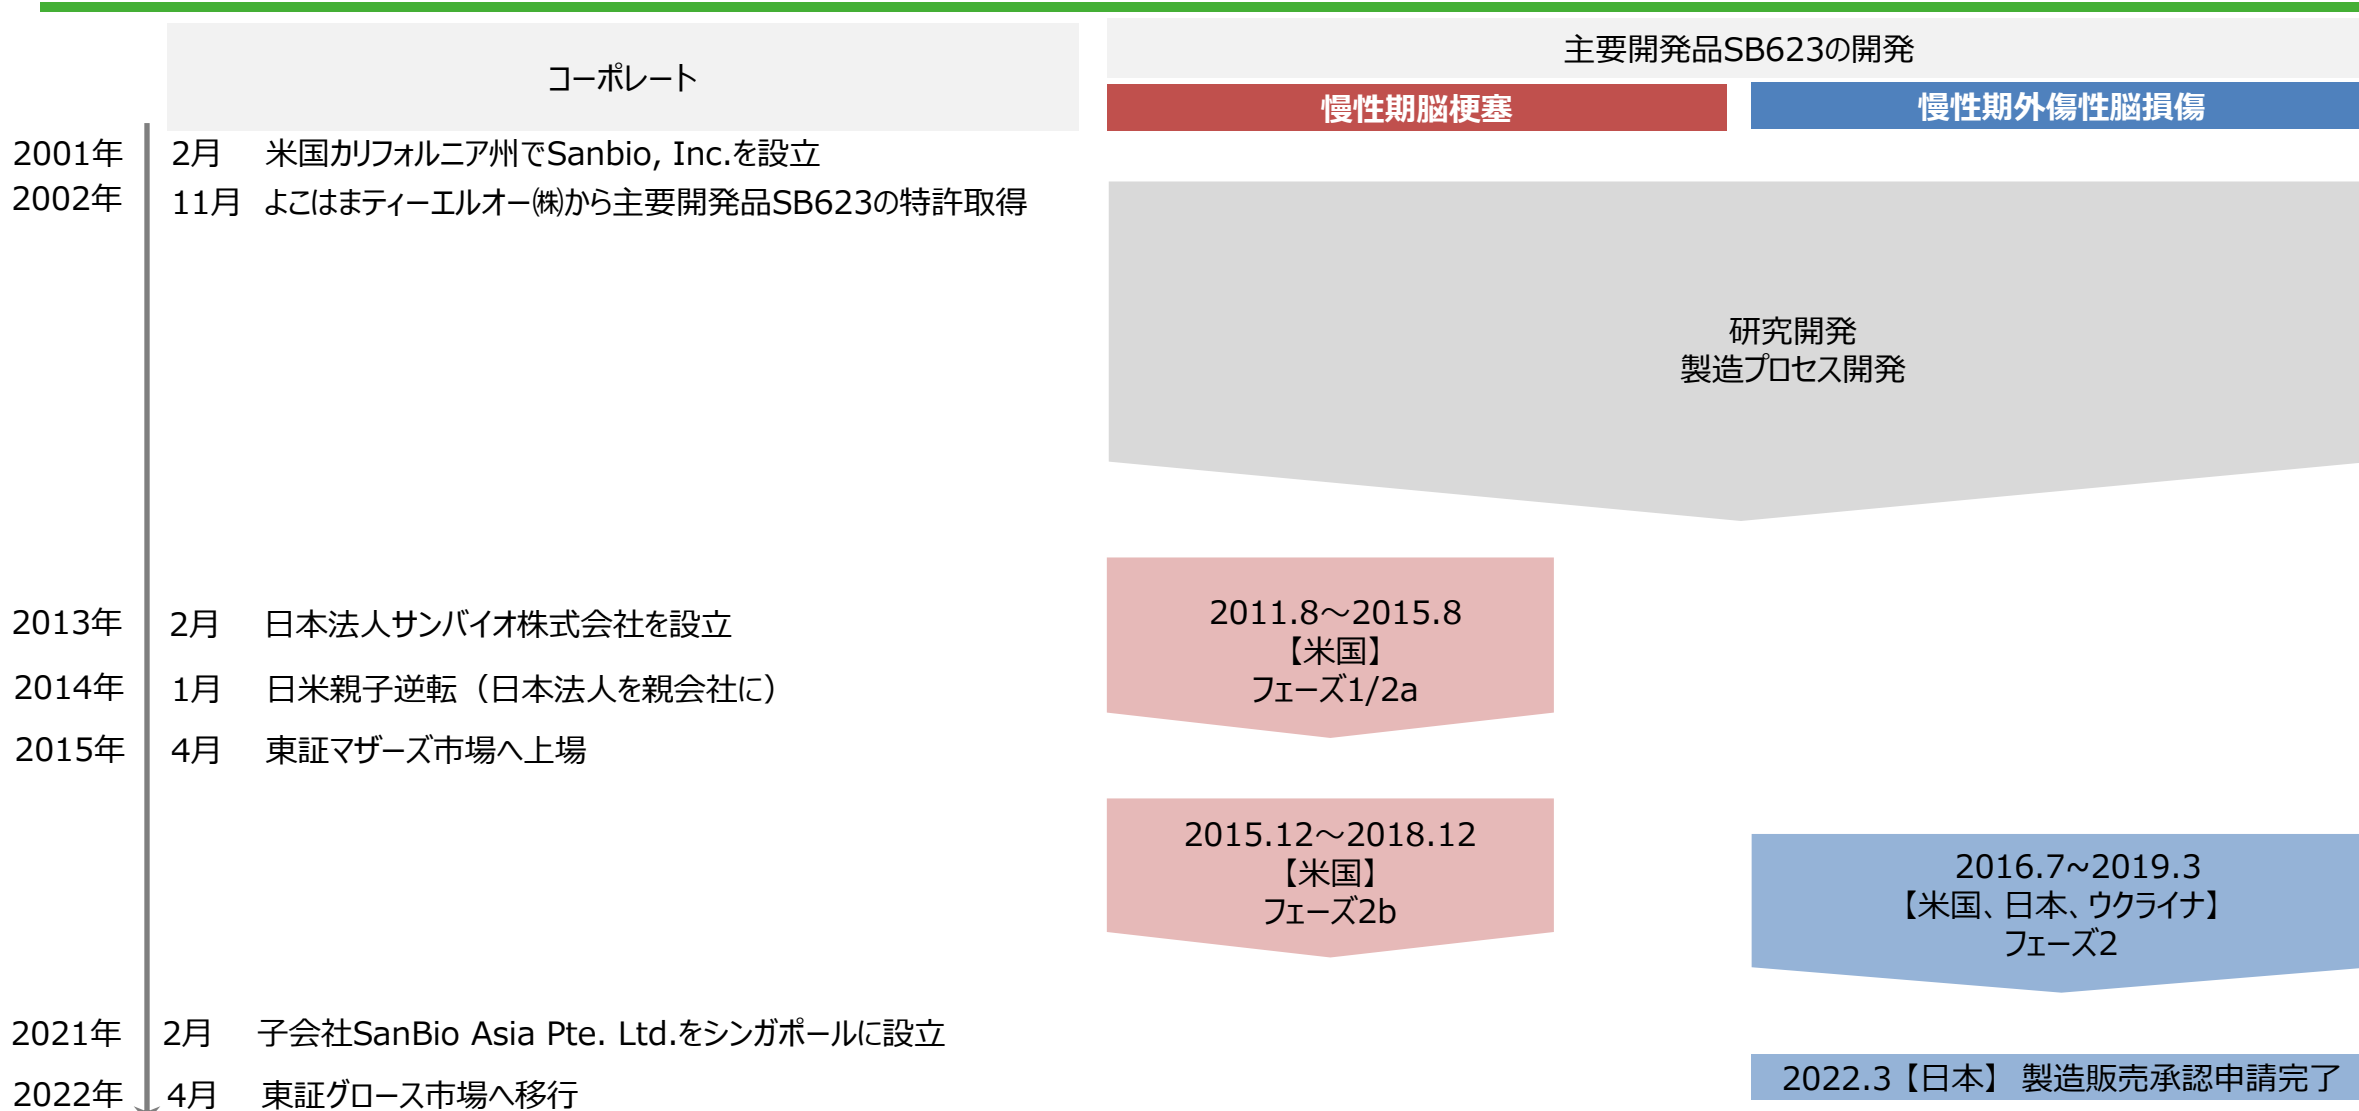 コーポレート
主要開発品SB623の開発
慢性期脳梗塞
慢性期外傷性脳損傷
2001年 2月 米国カリフォルニア州でSanbio, Inc.を設立
2002年 11月 よこはまティーエルオー㈱から主要開発品SB623の特許取得
研究開発
製造プロセス開発
2013年 2月 日本法人サンバイオ株式会社を設立
2014年 1月 日米親子逆転（日本法人を親会社に）
2015年 4月 東証マザーズ市場へ上場
2011.8～2015.8
【米国】
フェーズ1/2a
2015.12～2018.12
【米国】
フェーズ2b
2016.7~2019.3
【米国、日本、ウクライナ】
フェーズ2
2021年 2月 子会社SanBio Asia Pte. Ltd.をシンガポールに設立
2022年 4月 東証グロース市場へ移行
2022.3【日本】 製造販売承認申請完了